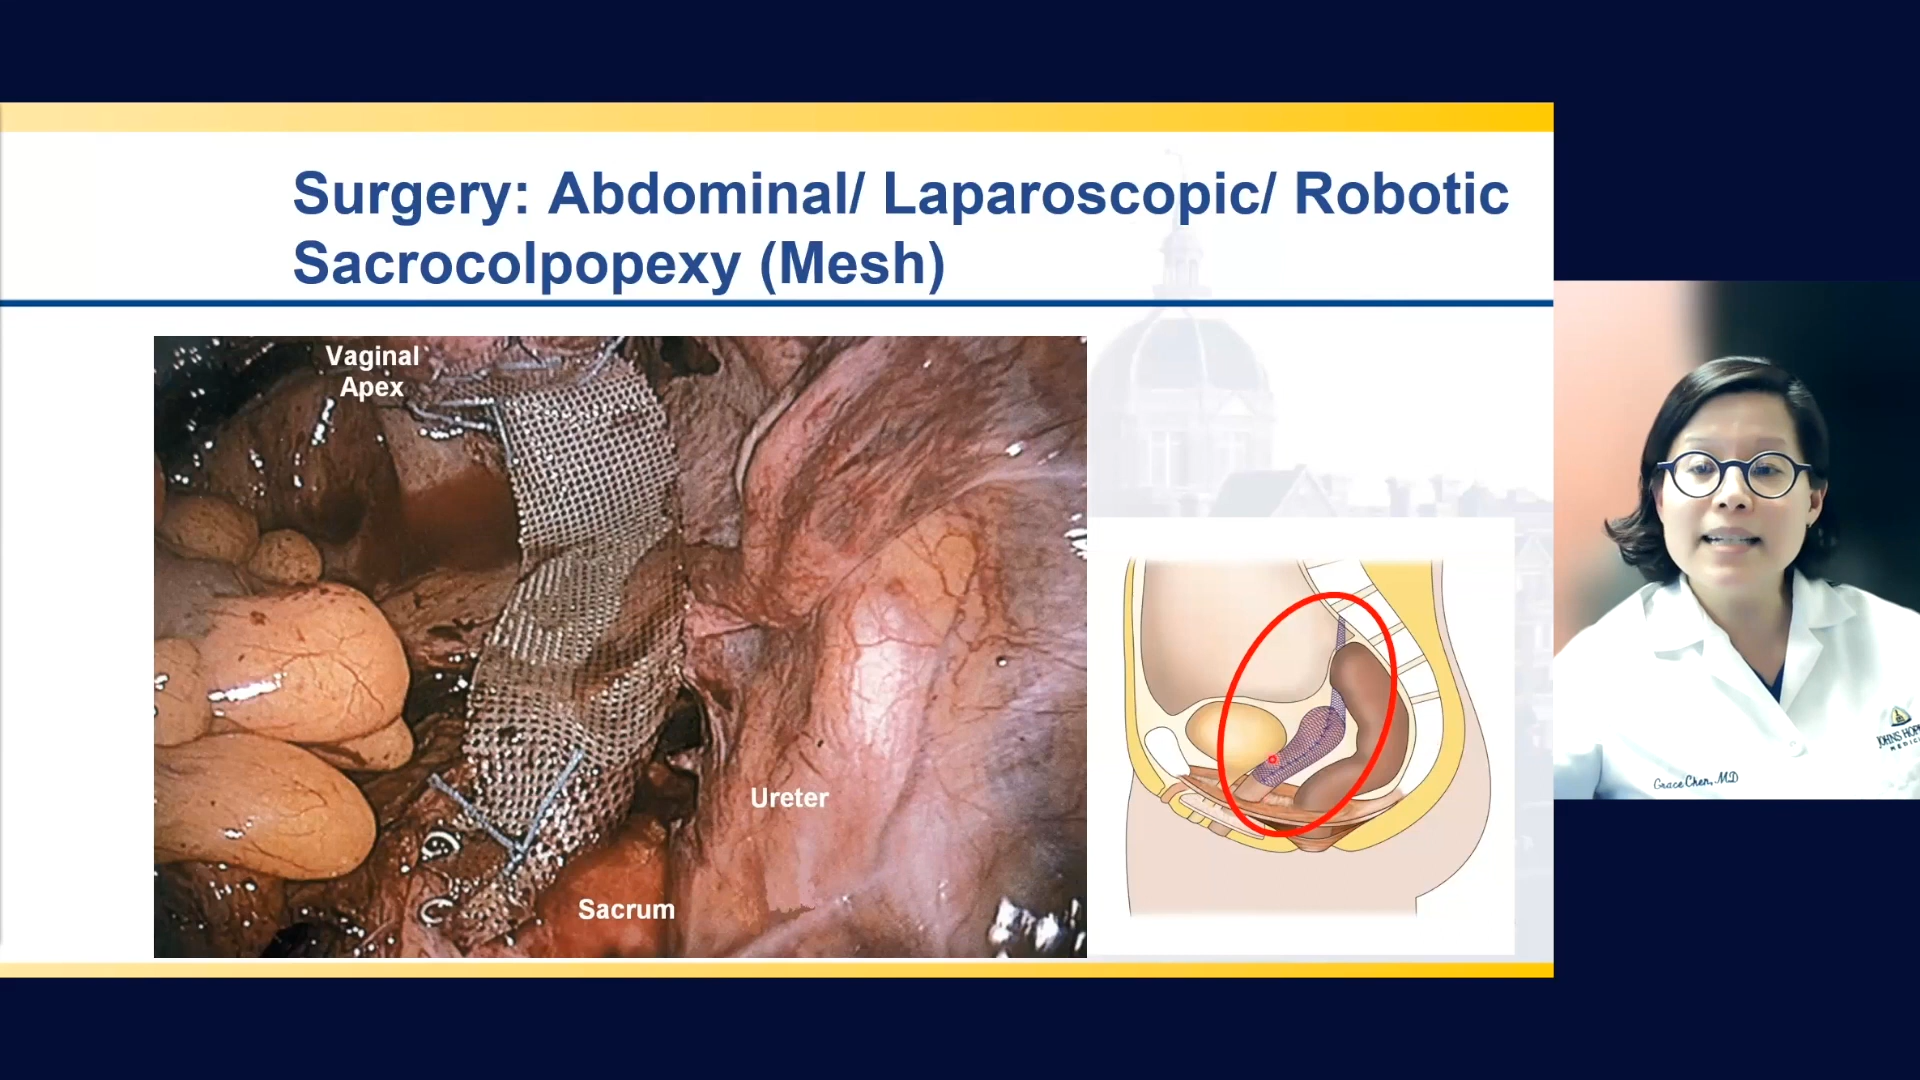 Surgery: Abdominal/ Laparoscopic/ Robotic
Sacrocolpopexy (Mesh)
Vaginal
Apex
Ureter
Sacrum
Grace Chen, MD